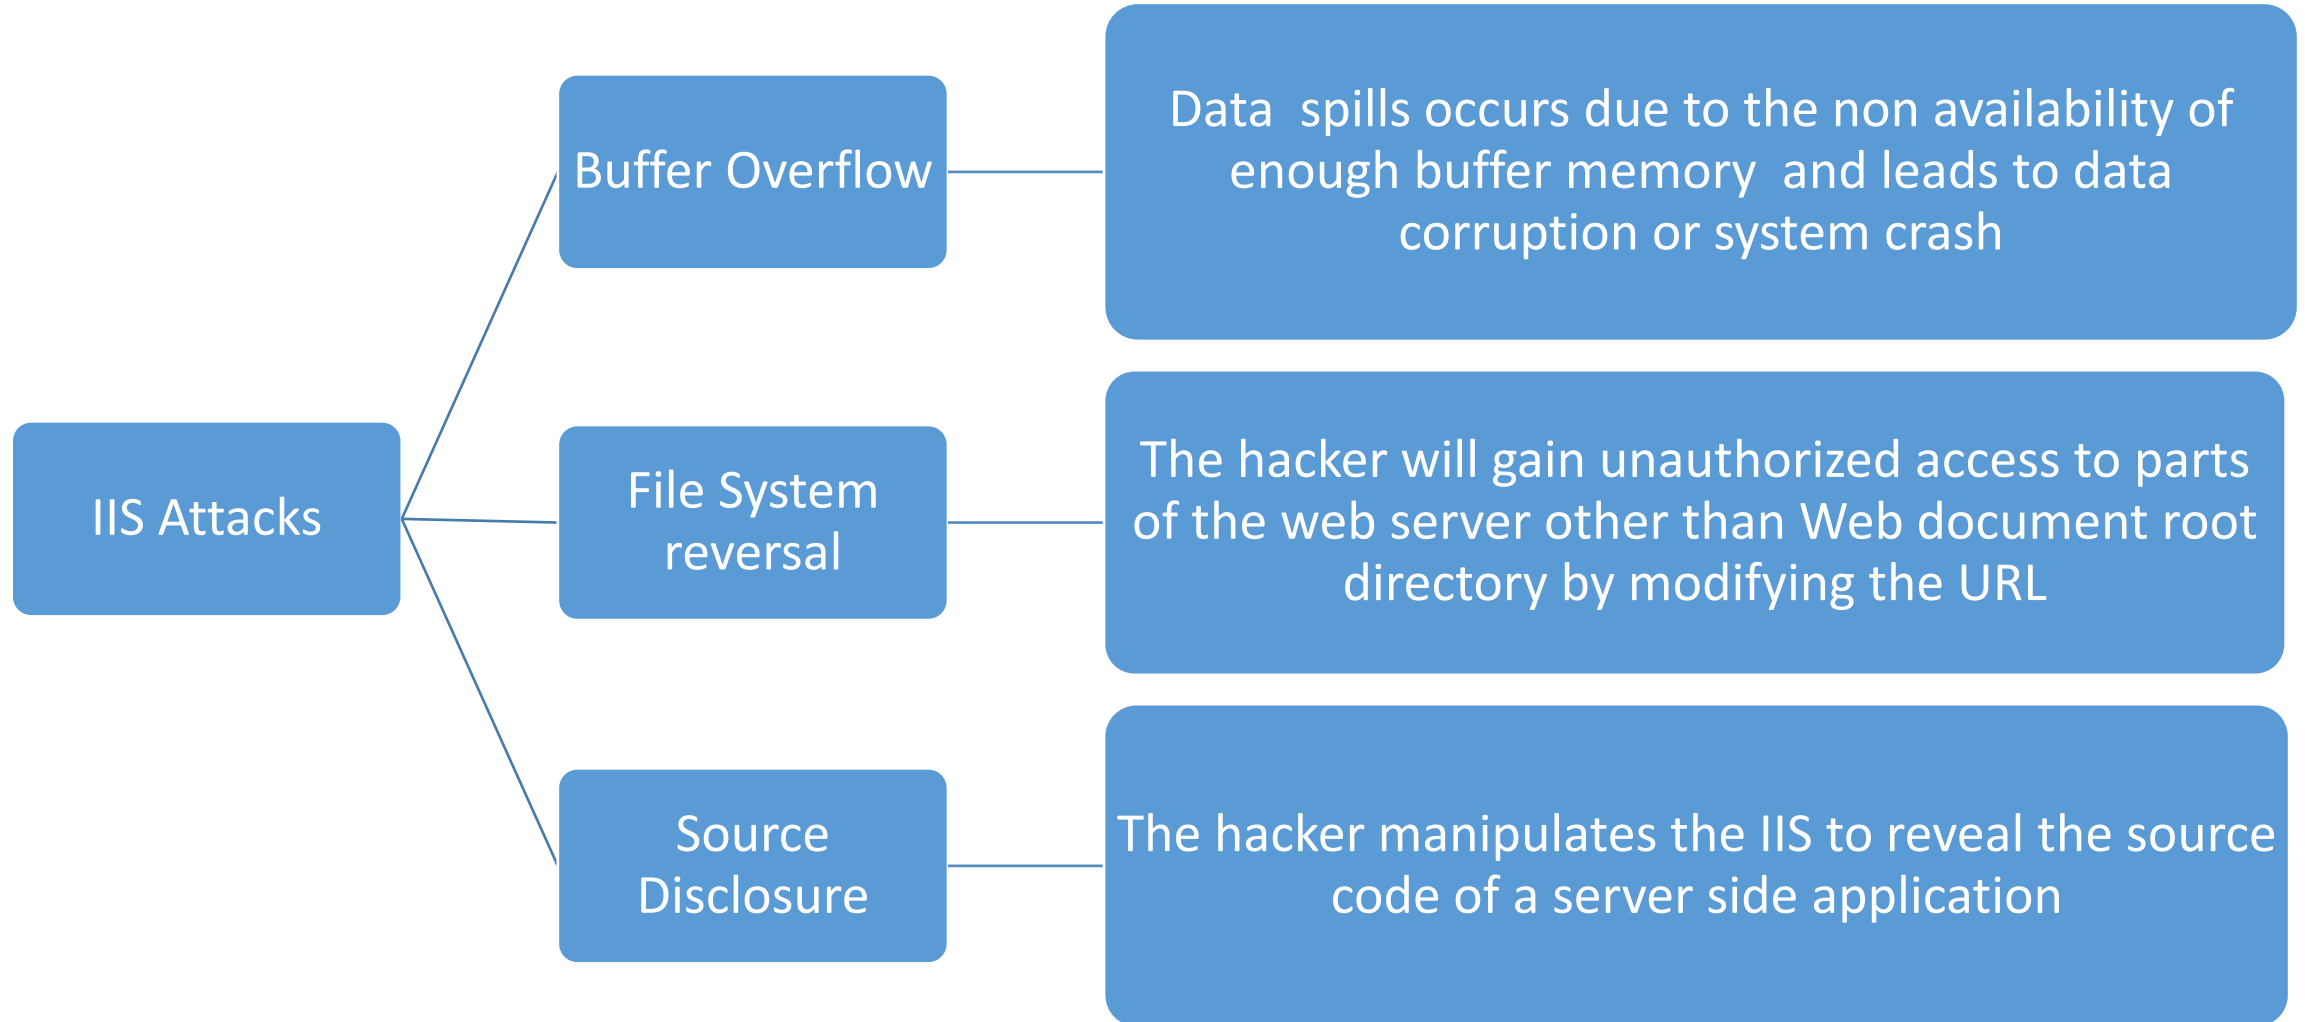 IIS Attacks
Buffer Overflow
Data  spills occurs due to the non availability of
enough buffer memory  and leads to data
corruption or system crash
File System
reversal
The hacker will gain unauthorized access to parts
of the web server other than Web document root
directory by modifying the URL
Source
Disclosure
The hacker manipulates the IIS to reveal the source
code of a server side application